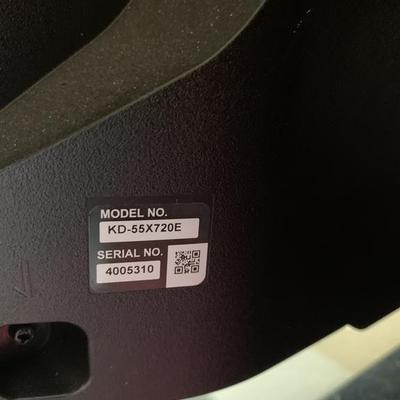 MODEL NO.
KD-55X720E
SERIAL NO.
4005310